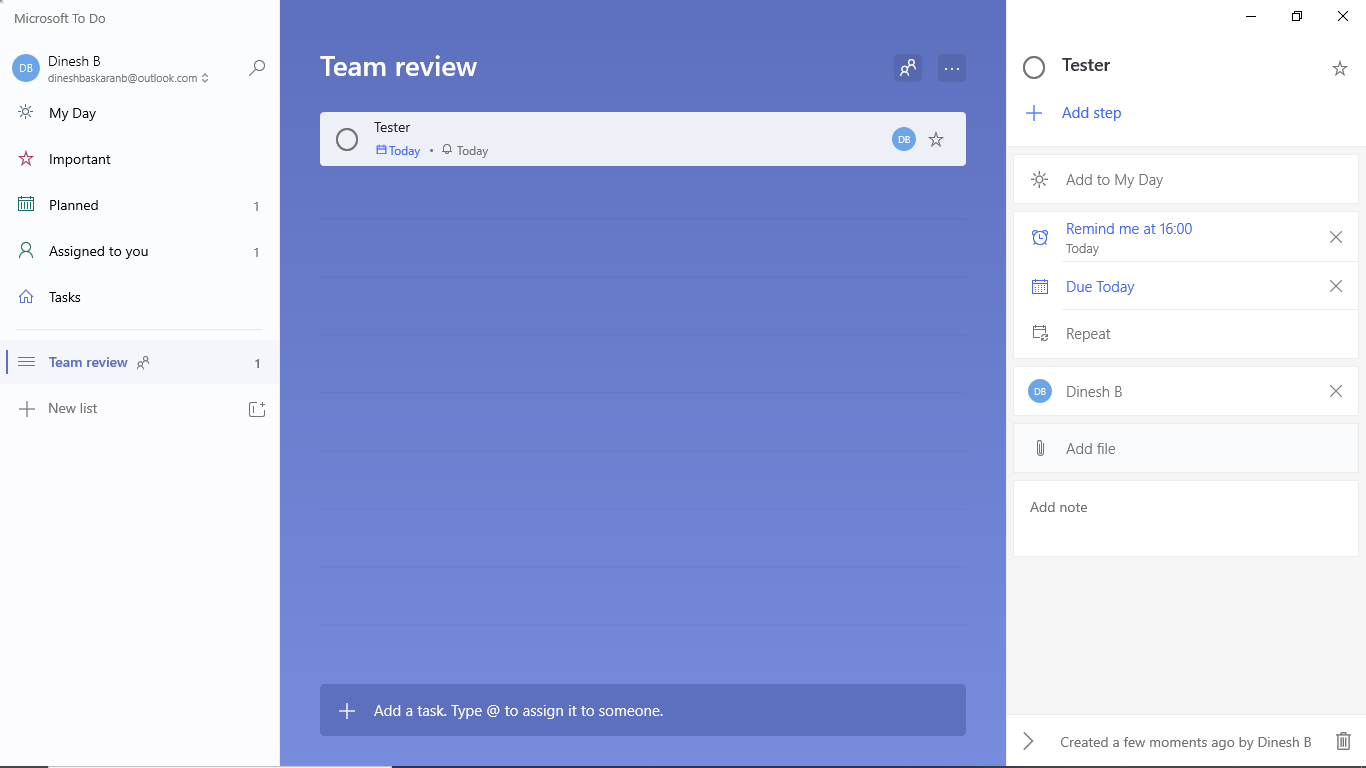 Microsoft To Do
DB
Dinesh B
dineshbaskaranb@outlook.com
My Day
Important
Planned 1
Assigned to you 1
Tasks
Team review 1
New list
Team review
Tester
Today • Today
DB
Add a task. Type @ to assign it to someone.
Tester
Add step
Add to My Day
Remind me at 16:00
Today
Due Today
Repeat
DB Dinesh B
Add file
Add note
Created a few moments ago by Dinesh B